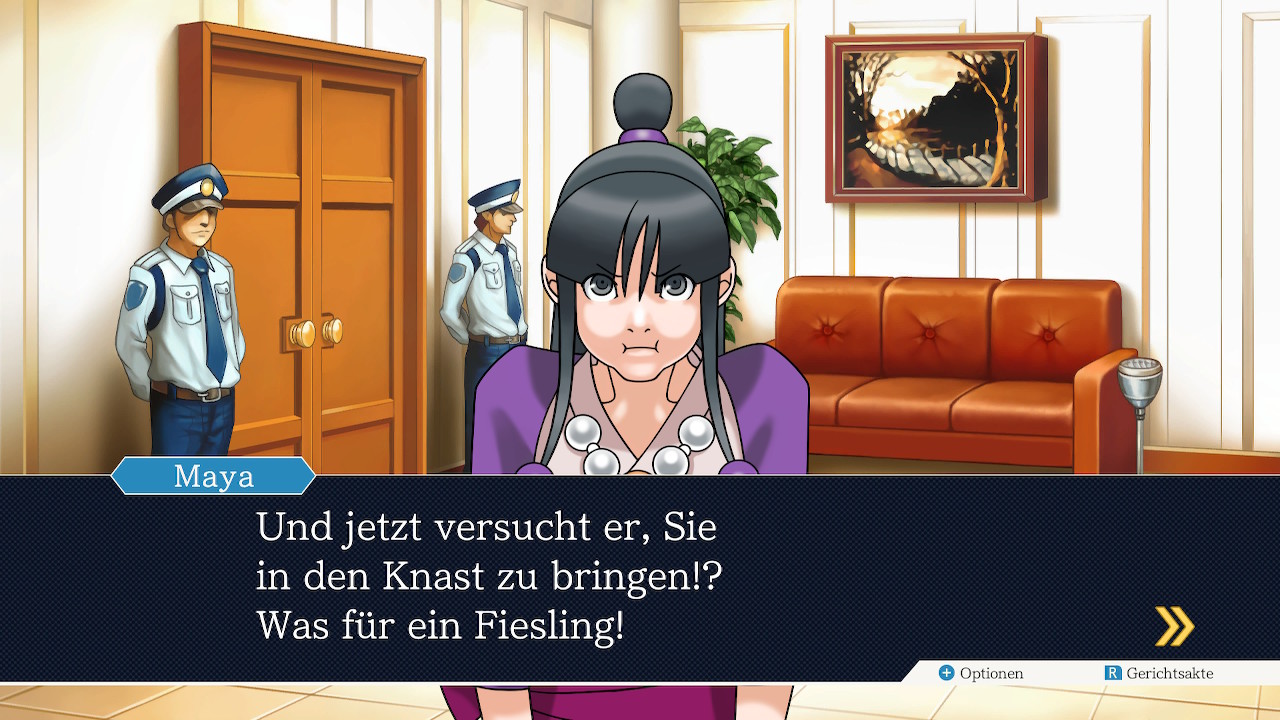 Maya
Und jetzt versucht er, Sie
in den Knast zu bringen!?
Was für ein Fiesling!
+ Optionen
R Gerichtsakte